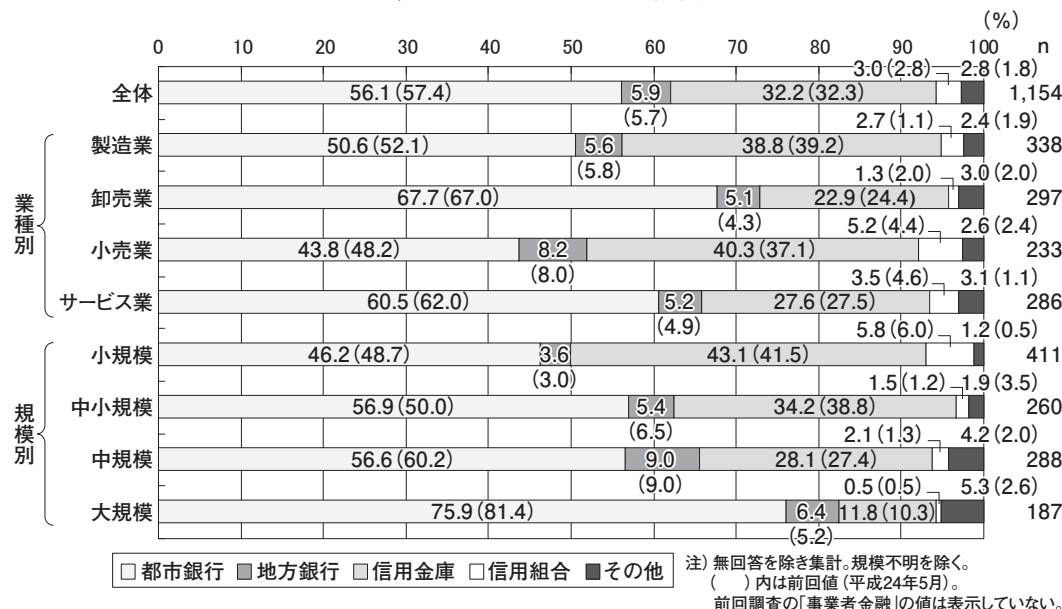 (%)
0 10 20 30 40 50 60 70 80 90 100 n
3.0(2.8) 2.8(1.8)
全体 56.1(57.4) 5.9 32.2(32.3) 1,154
(5.7)
2.7(1.1) 2.4(1.9)
製造業 50.6(52.1) 5.6 38.8(39.2) 338
(5.8)
1.3(2.0) 3.0(2.0)
卸売業 67.7(67.0) 5.1 22.9(24.4) 297
(4.3)
5.2(4.4) 2.6(2.4)
小売業 43.8(48.2) 8.2 40.3(37.1) 233
(8.0)
3.5(4.6) 3.1(1.1)
サービス業 60.5(62.0) 5.2 27.6(27.5) 286
(4.9)
業種別
5.8(6.0) 1.2(0.5)
小規模 46.2(48.7) 3.6 43.1(41.5) 411
(3.0)
1.5(1.2) 1.9(3.5)
中小規模 56.9(50.0) 5.4 34.2(38.8) 260
(6.5)
2.1(1.3) 4.2(2.0)
中規模 56.6(60.2) 9.0 28.1(27.4) 288
(9.0)
0.5(0.5) 5.3(2.6)
大規模 75.9(81.4) 6.4 11.8(10.3) 187
(5.2)
規模別
都市銀行 地方銀行 信用金庫 信用組合 その他
注)無回答を除き集計。規模不明を除く。
( )内は前回値(平成24年5月)。
前回調査の「事業者金融」の値は表示していない。